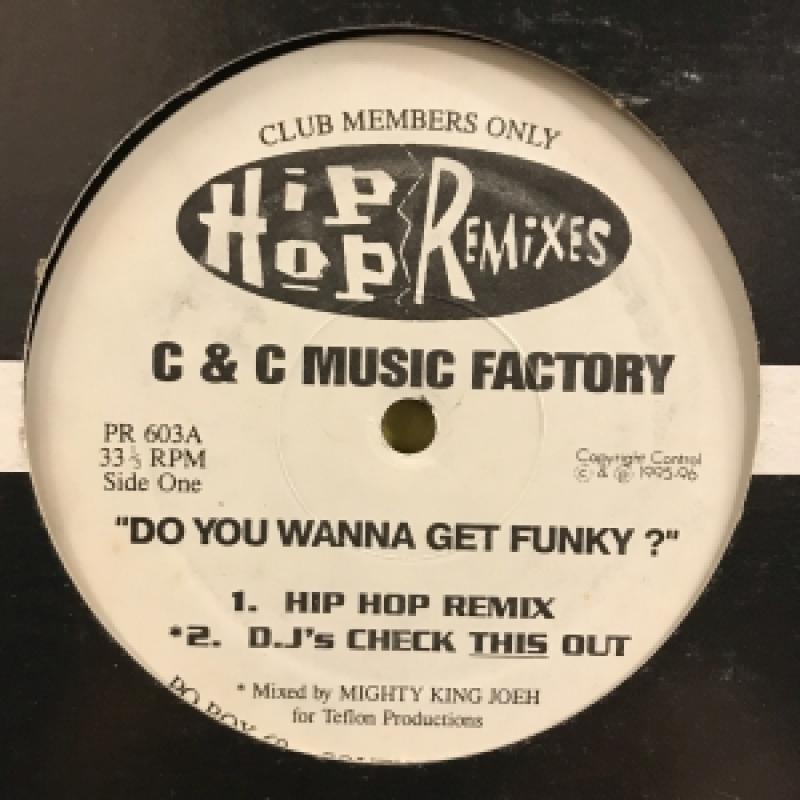 CLUB MEMBERS ONLY
HiP HoP REMiXES
C & C MUSIC FACTORY
PR 603A
33 1/3 RPM
Side One
Copyright Control
© & ℗ 1995-96
"DO YOU WANNA GET FUNKY ?"
1. HIP HOP REMIX
*2. D.J's CHECK THIS OUT
* Mixed by MIGHTY KING JOEH
for Teflon Productions
PO BOX